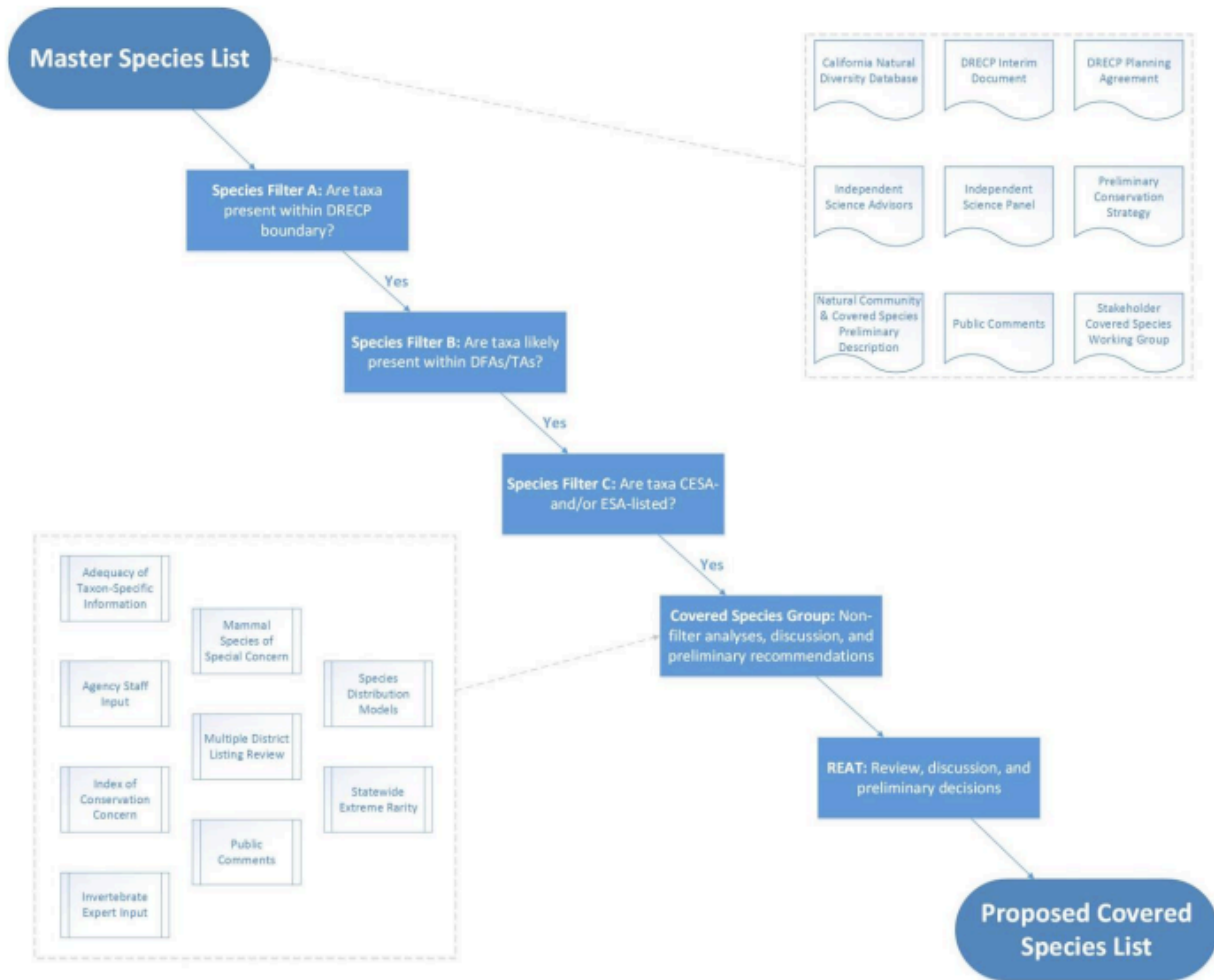 Master Species List
California Natural
Diversity Database
DRECP Interim
Document
DRECP Planning
Agreement
Independent
Science Advisors
Independent
Science Panel
Preliminary
Conservation
Strategy
Natural Community
& Covered Species
Preliminary
Description
Public Comments
Stakeholder
Covered Species
Working Group
Species Filter A: Are taxa
present within DRECP
boundary?
Yes
Species Filter B: Are taxa likely
present within DFAs/TAs?
Yes
Species Filter C: Are taxa CESA-
and/or ESA-listed?
Yes
Covered Species Group: Non-
filter analyses, discussion, and
preliminary recommendations
Adequacy of
Taxon-Specific
Information
Agency Staff
Input
Index of
Conservation
Concern
Invertebrate
Expert Input
Mammal
Species of
Special Concern
Multiple District
Listing Review
Public
Comments
Species
Distribution
Models
Statewide
Extreme Rarity
REAT: Review, discussion, and
preliminary decisions
Proposed Covered
Species List